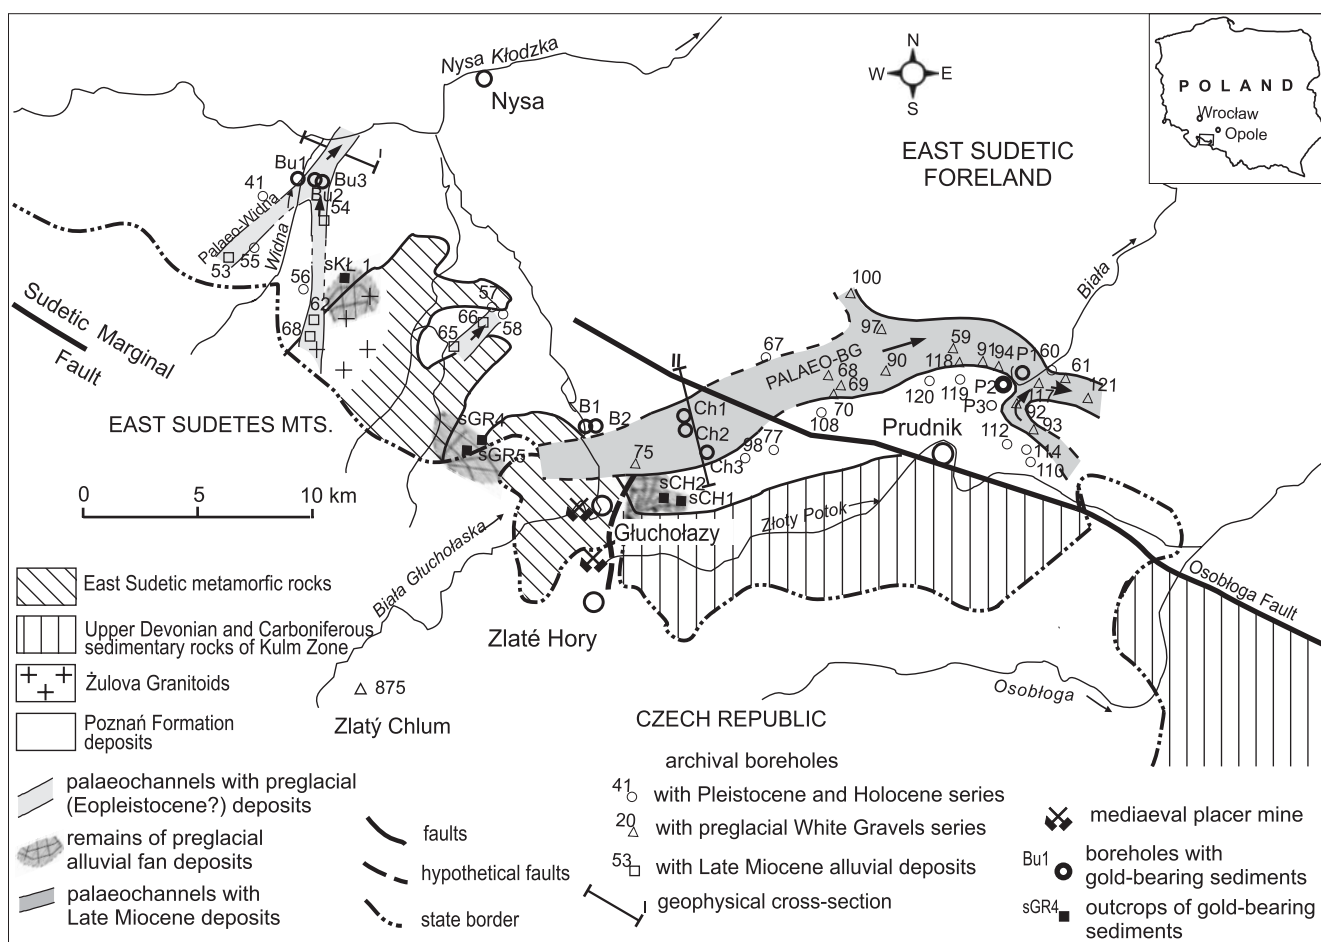 Nysa Kłodzka
Nysa
N
W
E
S
POLAND
Wrocław
Opole
EAST SUDETIC
FORELAND
I
Bu1
Bu3
Bu2
41
54
Palaeo-Widna
Widna
53
55
56
sKŁ 1
62
68
57
66
65
58
Sudetic Marginal
Fault
EAST SUDETES MTS.
Biała
100
97
PALAEO-BG
67
II
90
68
69
70
108
59
118
91
94
P1
60
61
121
117
P2
P3
92
93
120
119
112
114
110
Prudnik
Ch1
Ch2
Ch3
98
77
75
B1
B2
sGR4
sGR5
sCH2
sCH1
Głuchołazy
Złoty Potok
Biała Głuchołaska
Zlaté Hory
Osobłoga Fault
Osobłoga
0
5
10 km
875
Zlatý Chlum
CZECH REPUBLIC
East Sudetic metamorfic rocks
Upper Devonian and Carboniferous
sedimentary rocks of Kulm Zone
Żulova Granitoids
Poznań Formation
deposits
palaeochannels with preglacial
(Eopleistocene?) deposits
remains of preglacial
alluvial fan deposits
palaeochannels with
Late Miocene deposits
faults
hypothetical faults
state border
archival boreholes
41 with Pleistocene and Holocene series
20 with preglacial White Gravels series
53 with Late Miocene alluvial deposits
I geophysical cross-section
mediaeval placer mine
Bu1 boreholes with
gold-bearing sediments
sGR4 outcrops of gold-bearing
sediments